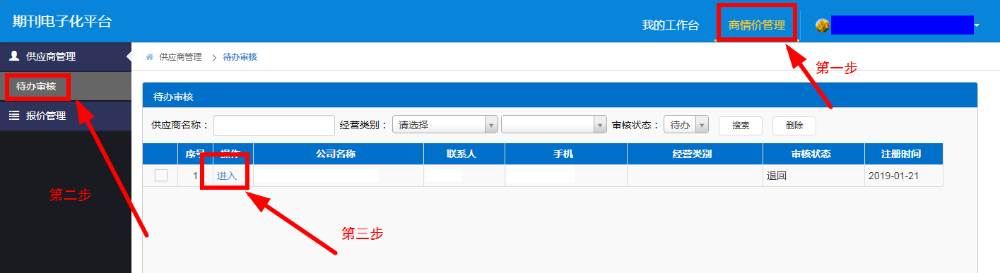 期刊电子化平台
我的工作台
商情价管理
供应商管理
供应商管理 > 待办审核
第一步
待办审核
待办审核
报价管理
供应商名称：
经营类别： 请选择
审核状态： 待办
搜索
删除
序号 操作 公司名称 联系人 手机 经营类别 审核状态 注册时间
1 进入 退回 2019-01-21
第二步
第三步